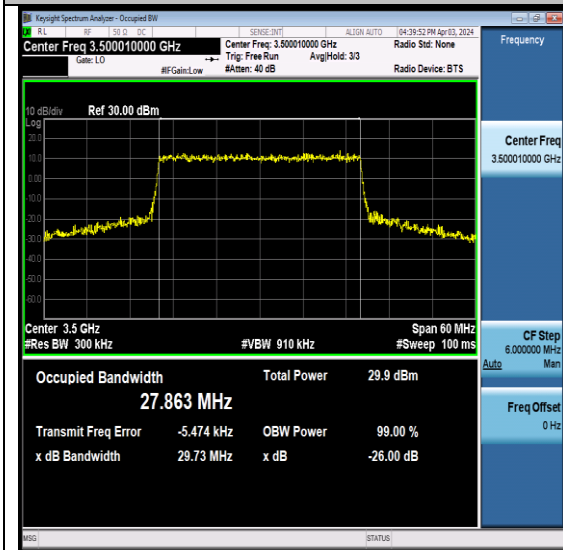 Keysight Spectrum Analyzer - Occupied BW
RL RF 50 Ω DC SENSE:INT ALIGN AUTO 04:39:52 PM Apr 03, 2024
Center Freq 3.500010000 GHz Center Freq: 3.500010000 GHz Radio Std: None Frequency
Gate: LO Trig: Free Run Avg|Hold: 3/3
#IFGain:Low #Atten: 40 dB Radio Device: BTS
10 dB/div Ref 30.00 dBm
Log
20.0
10.0
0.00
-10.0
-20.0
-30.0
-40.0
-50.0
-60.0
Center Freq
3.500010000 GHz
Center 3.5 GHz Span 60 MHz
#Res BW 300 kHz #VBW 910 kHz #Sweep 100 ms
CF Step
6.000000 MHz
Auto Man
Occupied Bandwidth Total Power 29.9 dBm
27.863 MHz
Freq Offset
0 Hz
Transmit Freq Error -5.474 kHz OBW Power 99.00 %
x dB Bandwidth 29.73 MHz x dB -26.00 dB
MSG STATUS